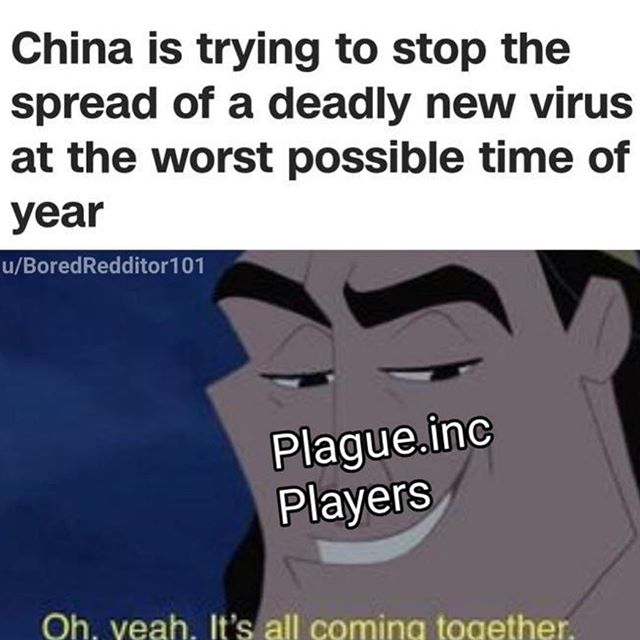 China is trying to stop the
spread of a deadly new virus
at the worst possible time of
year
u/BoredRedditor101
Plague.inc
Players
Oh, yeah. It's all coming together.